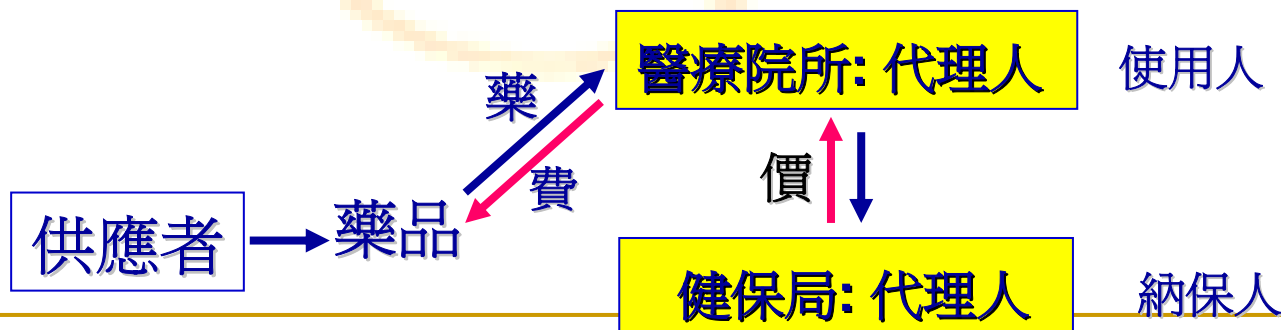 醫療院所: 代理人
使用人
藥
費
價
供應者
藥品
健保局: 代理人
納保人